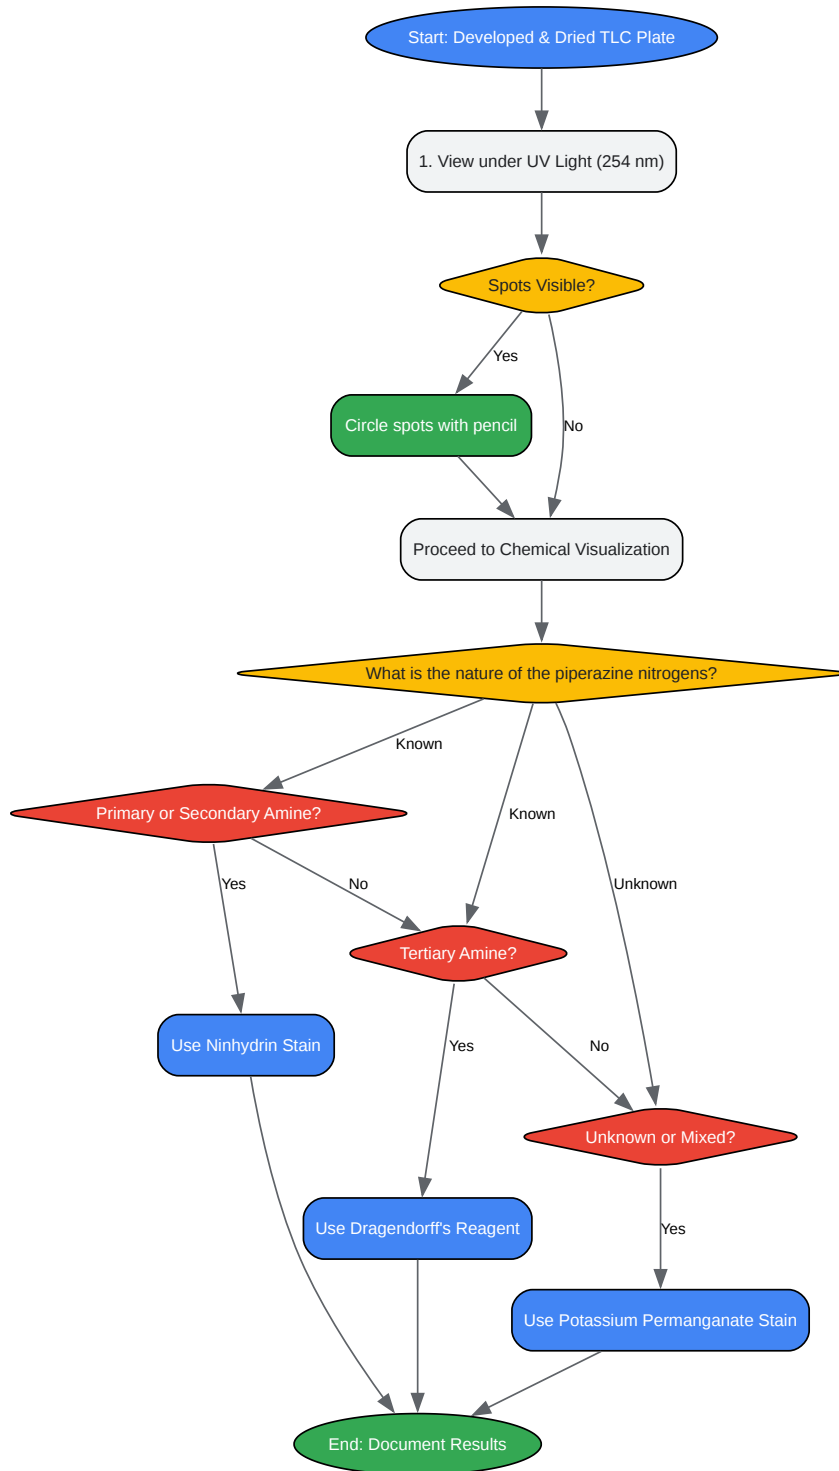 Start: Developed & Dried TLC Plate
1. View under UV Light (254 nm)
Spots Visible?
Yes
Circle spots with pencil
No
Proceed to Chemical Visualization
What is the nature of the piperazine nitrogens?
Known
Primary or Secondary Amine?
Known
Yes
No
Unknown
Tertiary Amine?
Use Ninhydrin Stain
Yes
No
Unknown or Mixed?
Use Dragendorff's Reagent
Yes
Use Potassium Permanganate Stain
End: Document Results